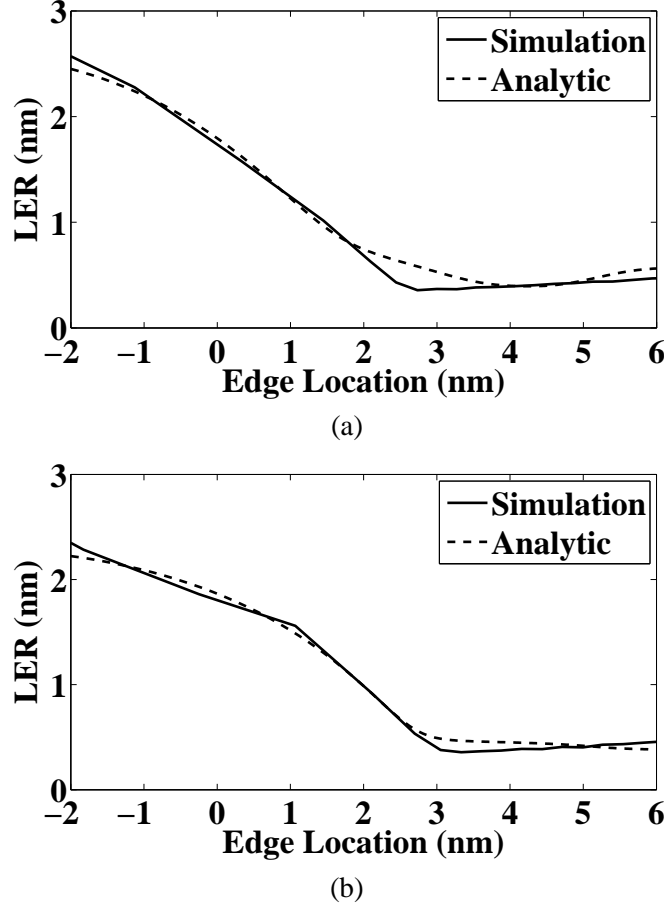 3
2
1
0
LER (nm)
Simulation
Analytic
−2 −1 0 1 2 3 4 5 6
Edge Location (nm)
(a)
3
2
1
0
LER (nm)
Simulation
Analytic
−2 −1 0 1 2 3 4 5 6
Edge Location (nm)
(b)